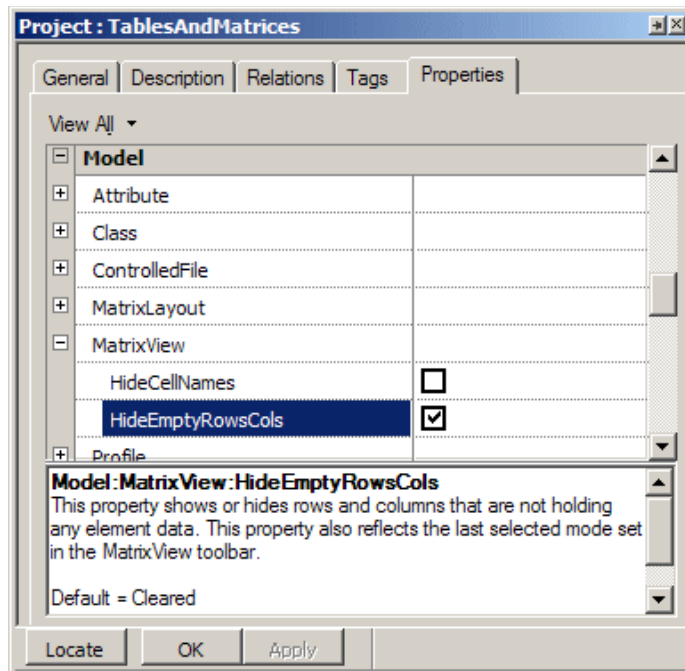 Project : TablesAndMatrices
General Description Relations Tags Properties
View All
Model
Attribute
Class
ControlledFile
MatrixLayout
MatrixView
HideCellNames
HideEmptyRowsCols
Profile
Model:MatrixView:HideEmptyRowsCols
This property shows or hides rows and columns that are not holding
any element data. This property also reflects the last selected mode set
in the MatrixView toolbar.
Default = Cleared
Locate OK Apply